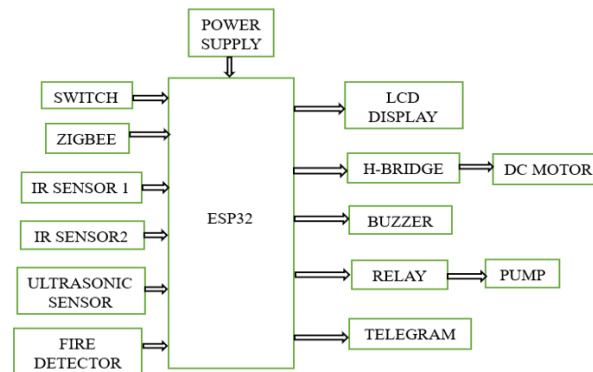 POWER
SUPPLY
SWITCH
ZIGBEE
IR SENSOR 1
IR SENSOR2
ULTRASONIC
SENSOR
FIRE
DETECTOR
ESP32
LCD
DISPLAY
H-BRIDGE
DC MOTOR
BUZZER
RELAY
PUMP
TELEGRAM